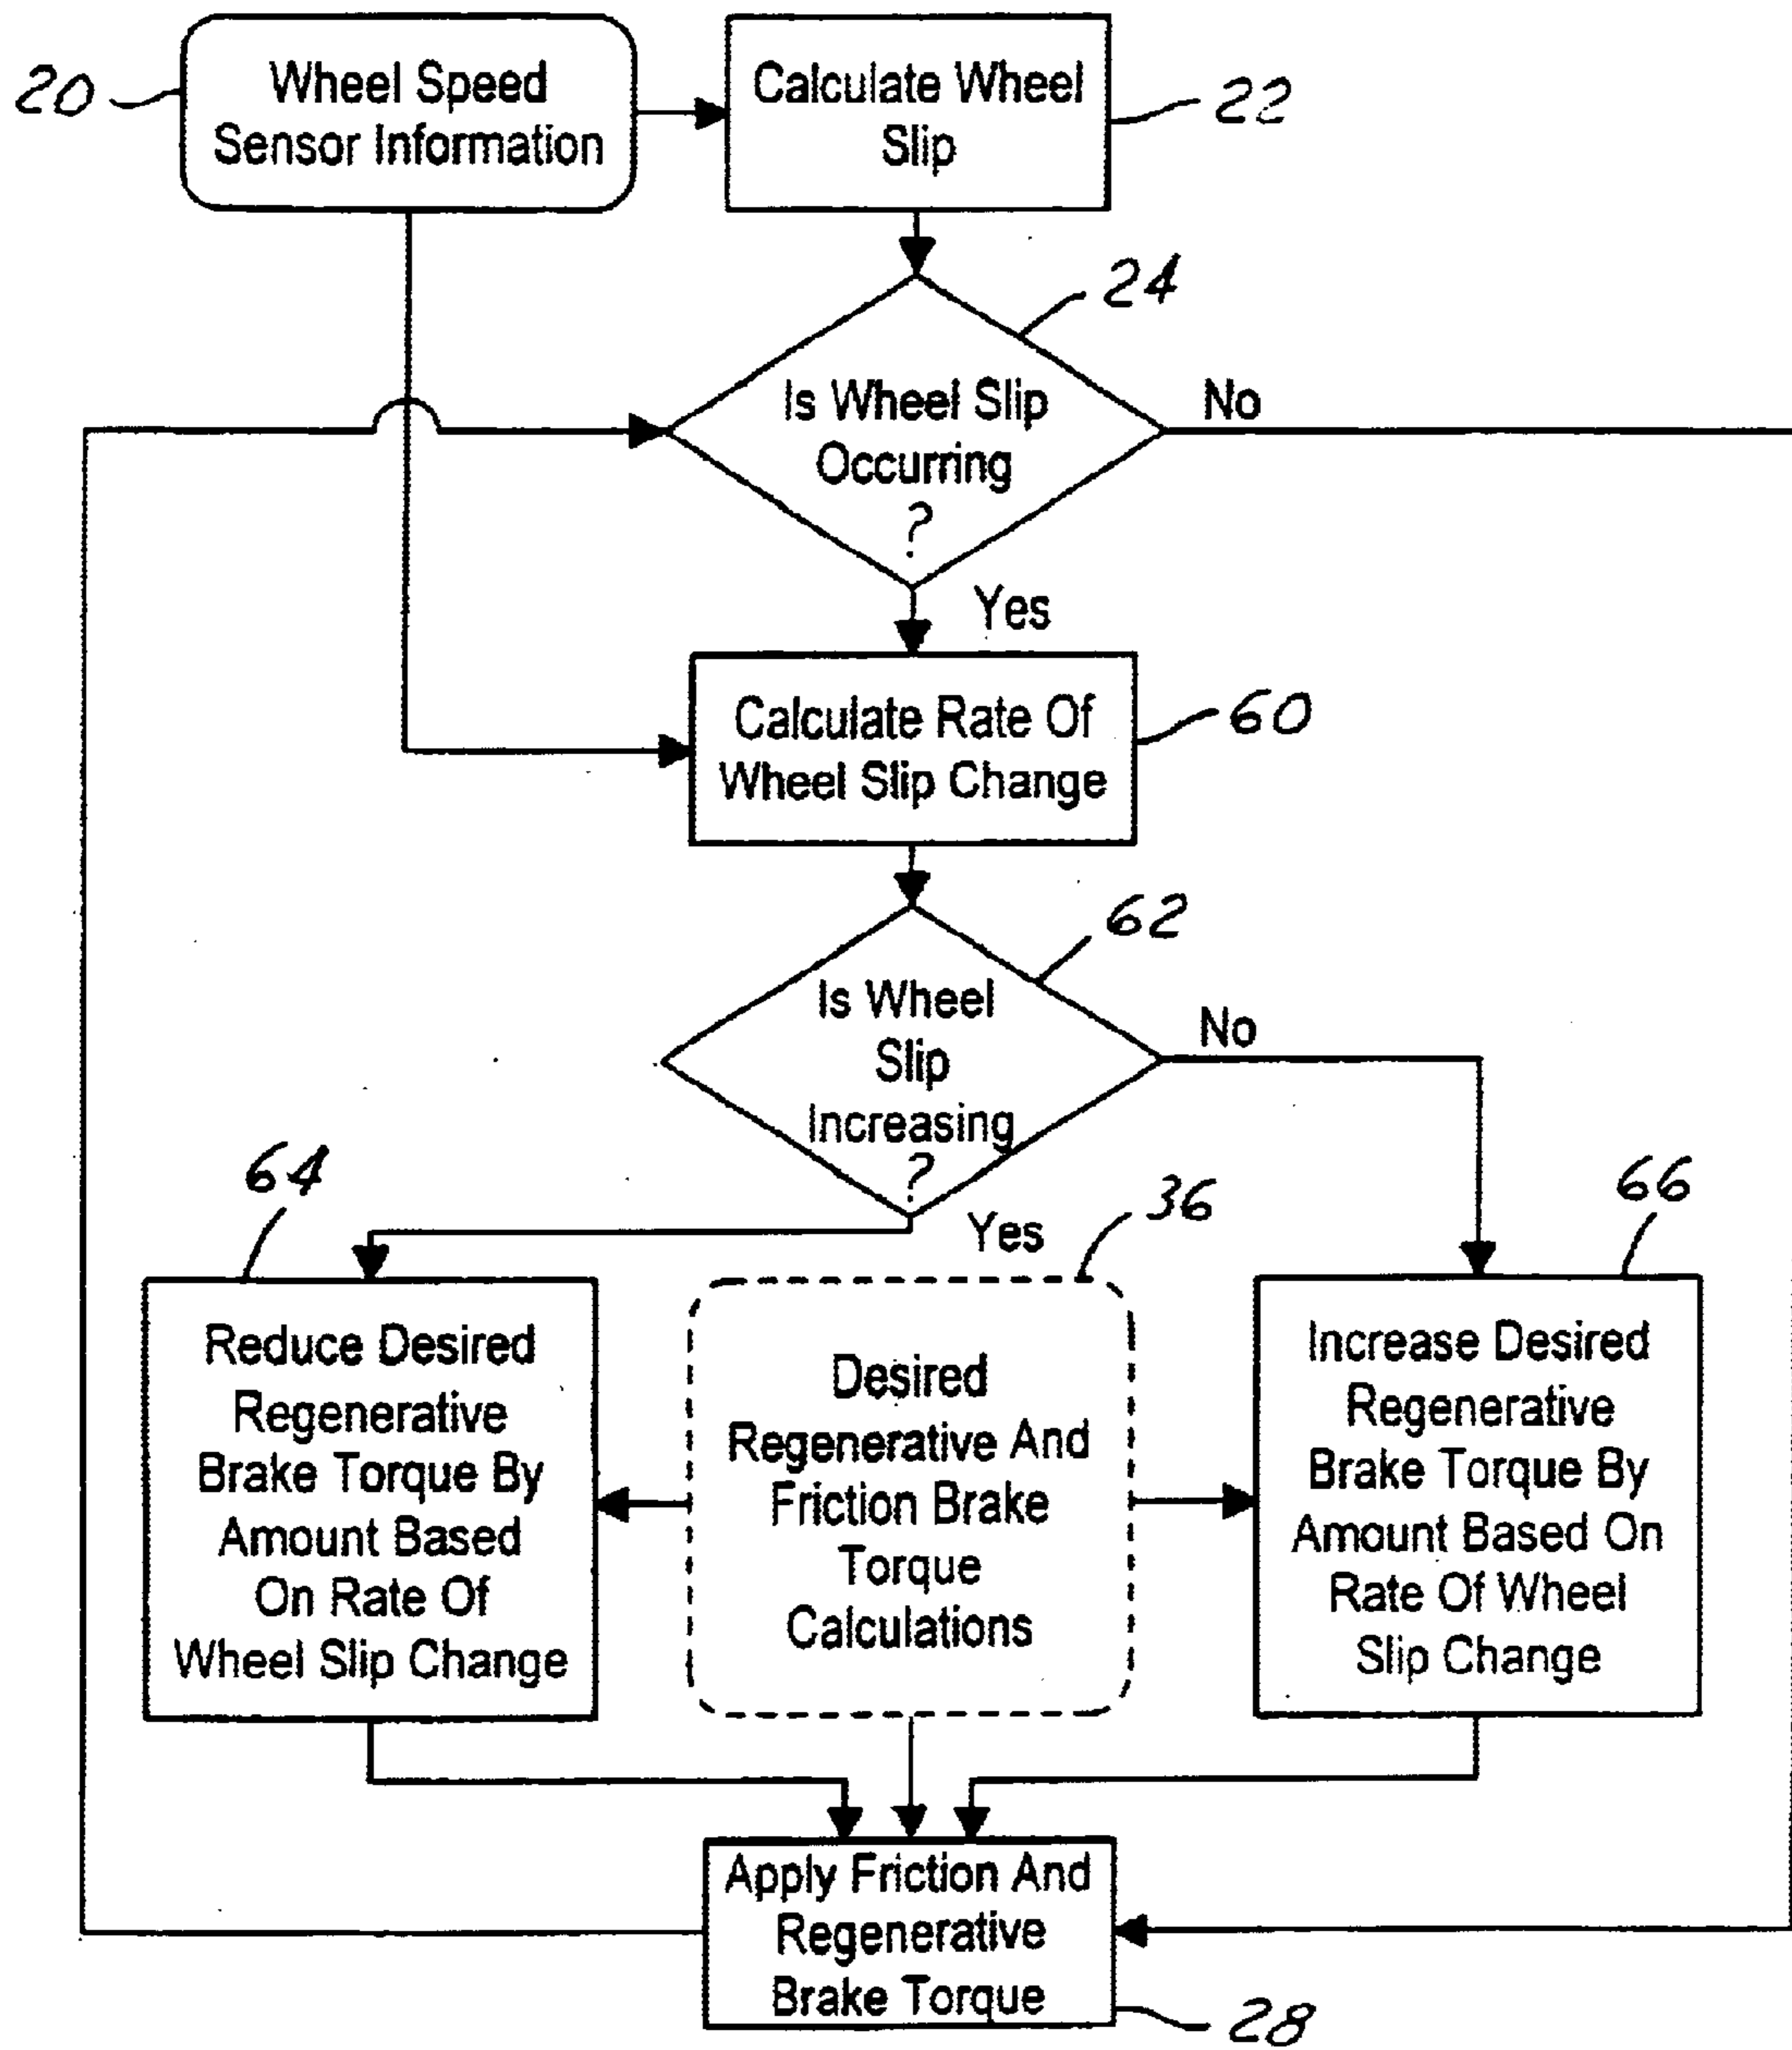 20
Wheel Speed
Sensor Information
Calculate Wheel
Slip
22
24
Is Wheel Slip
Occurring
?
No
Yes
Calculate Rate Of
Wheel Slip Change
60
62
Is Wheel
Slip
Increasing
?
No
Yes
64
Reduce Desired
Regenerative
Brake Torque By
Amount Based
On Rate Of
Wheel Slip Change
36
Desired
Regenerative And
Friction Brake
Torque
Calculations
66
Increase Desired
Regenerative
Brake Torque By
Amount Based On
Rate Of Wheel
Slip Change
Apply Friction And
Regenerative
Brake Torque
28